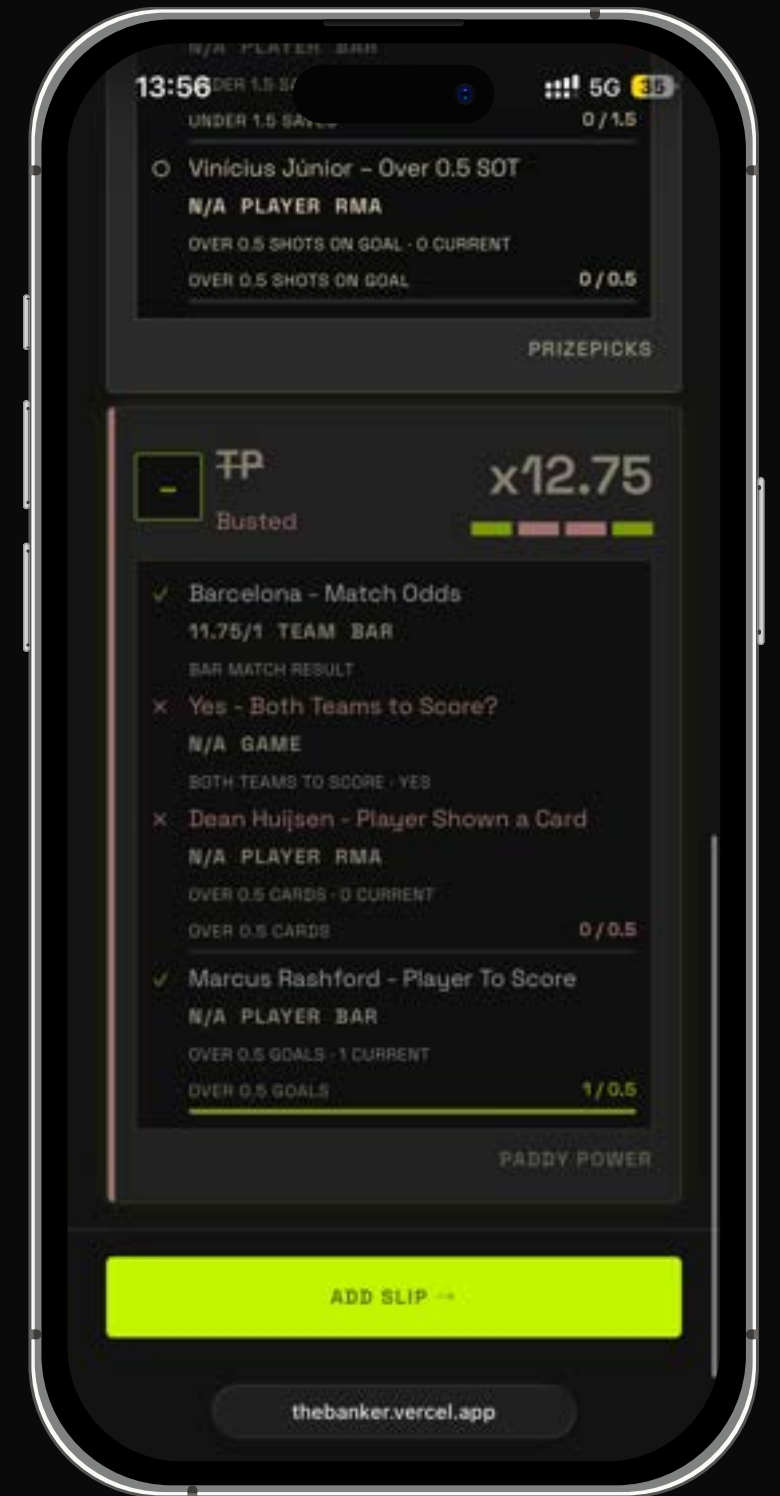 N/A PLAYER BAR
13:56
5G
35
UNDER 1.5 SAVES
0 / 1.5
Vinícius Júnior – Over 0.5 SOT
N/A PLAYER RMA
OVER 0.5 SHOTS ON GOAL · 0 CURRENT
OVER 0.5 SHOTS ON GOAL
0 / 0.5
PRIZEPICKS
TP
x12.75
Busted
Barcelona - Match Odds
11.75/1 TEAM BAR
BAR MATCH RESULT
Yes - Both Teams to Score?
N/A GAME
BOTH TEAMS TO SCORE · YES
Dean Huijsen - Player Shown a Card
N/A PLAYER RMA
OVER 0.5 CARDS · 0 CURRENT
OVER 0.5 CARDS
0 / 0.5
Marcus Rashford - Player To Score
N/A PLAYER BAR
OVER 0.5 GOALS · 1 CURRENT
OVER 0.5 GOALS
1 / 0.5
PADDY POWER
ADD SLIP →
thebanker.vercel.app